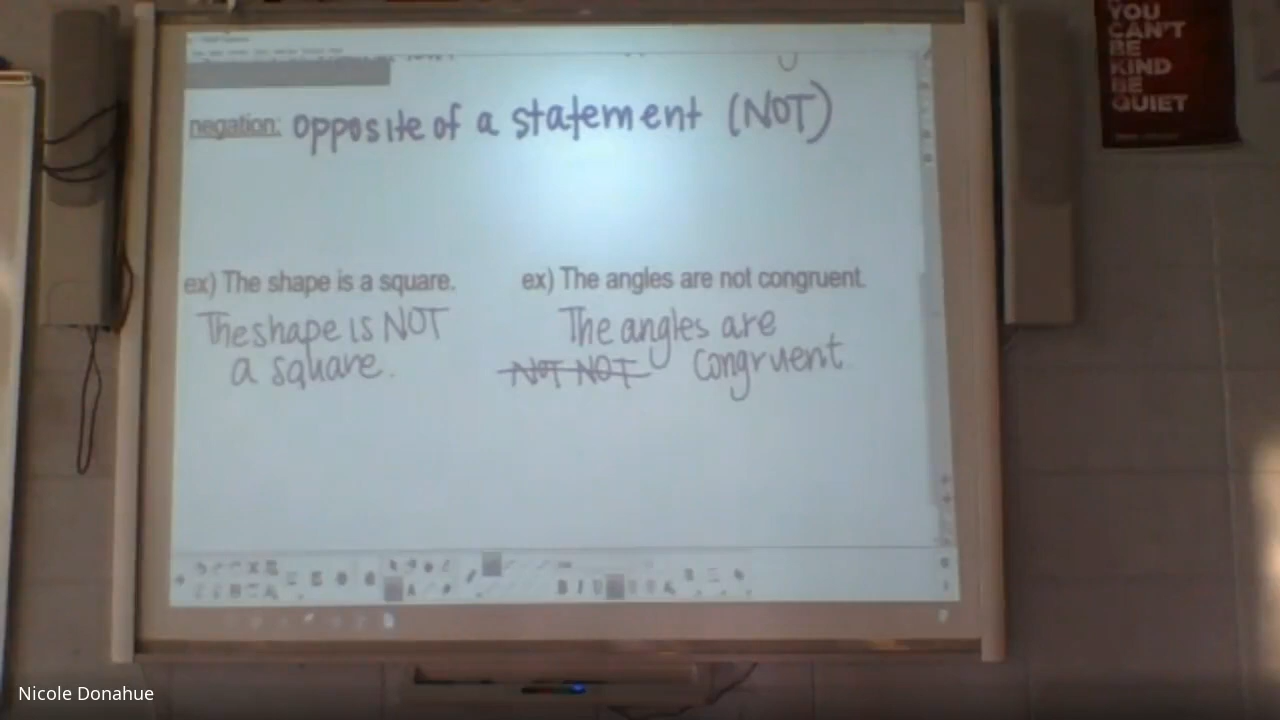 YOU
CAN'T
BE
KIND
BE
QUIET
negation: opposite of a statement (NOT)
ex) The shape is a square.
The shape is NOT
a square.
ex) The angles are not congruent.
The angles are
NOT NOT congruent
Nicole Donahue